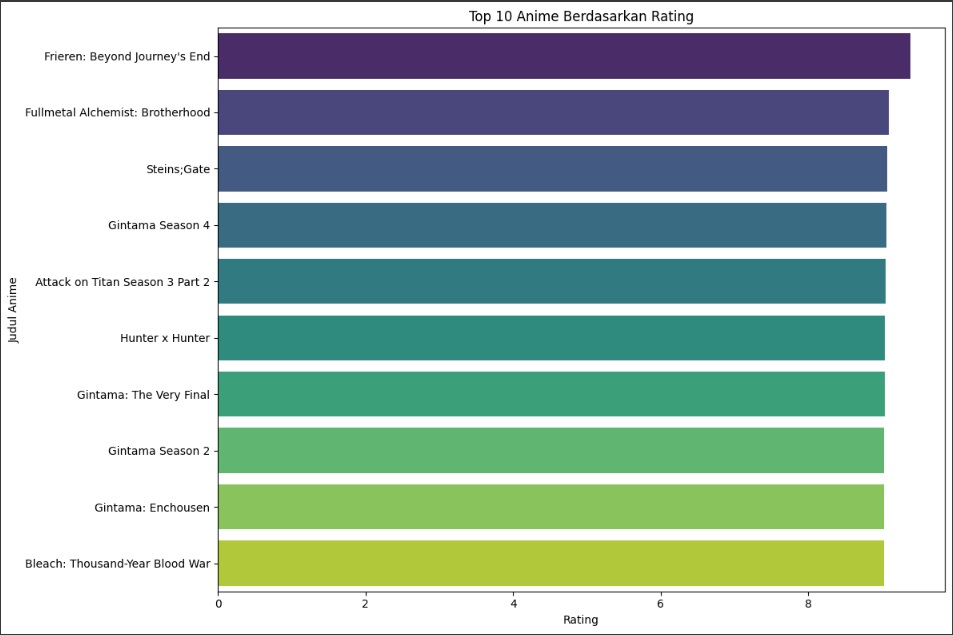 Top 10 Anime Berdasarkan Rating
Judul Anime
Frieren: Beyond Journey's End
Fullmetal Alchemist: Brotherhood
Steins;Gate
Gintama Season 4
Attack on Titan Season 3 Part 2
Hunter x Hunter
Gintama: The Very Final
Gintama Season 2
Gintama: Enchousen
Bleach: Thousand-Year Blood War
0 2 4 6 8
Rating